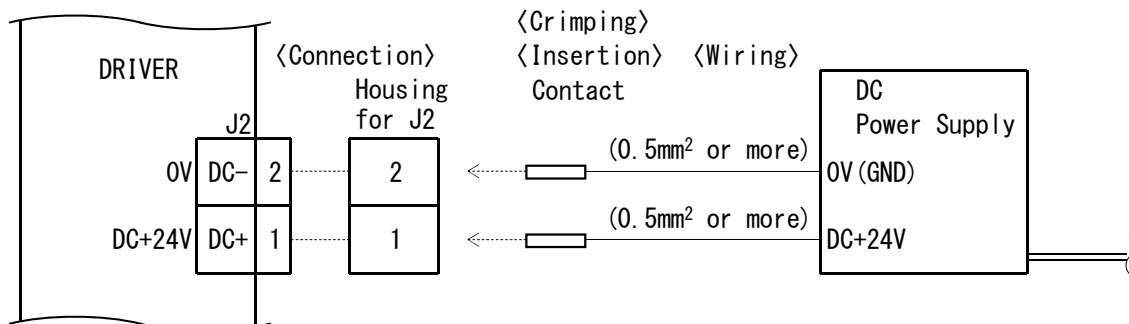 〈Crimping〉
DRIVER 〈Connection〉 〈Insertion〉 〈Wiring〉
Housing Contact DC
J2 for J2 Power Supply
(0.5mm² or more)
0V DC− 2 2 0V(GND)
(0.5mm² or more)
DC+24V DC+ 1 1 DC+24V